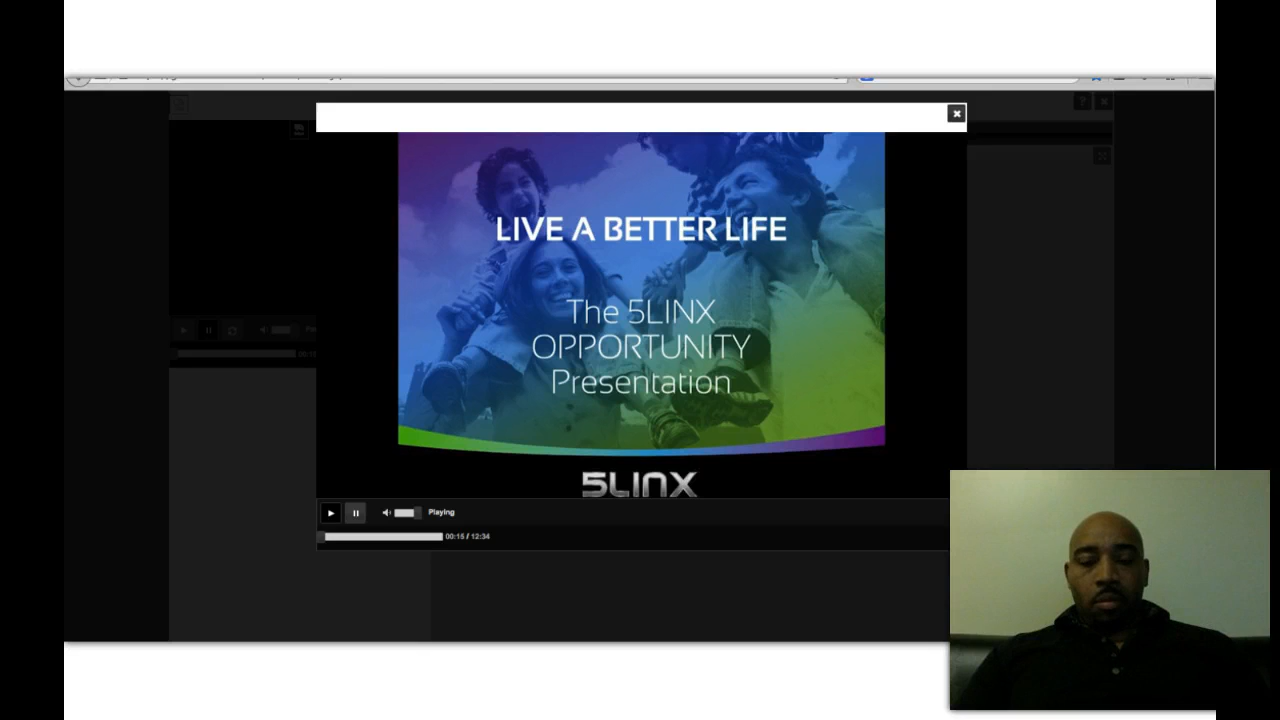 LIVE A BETTER LIFE
The 5LINX
OPPORTUNITY
Presentation
5LINX
Playing
00:15 / 12:34